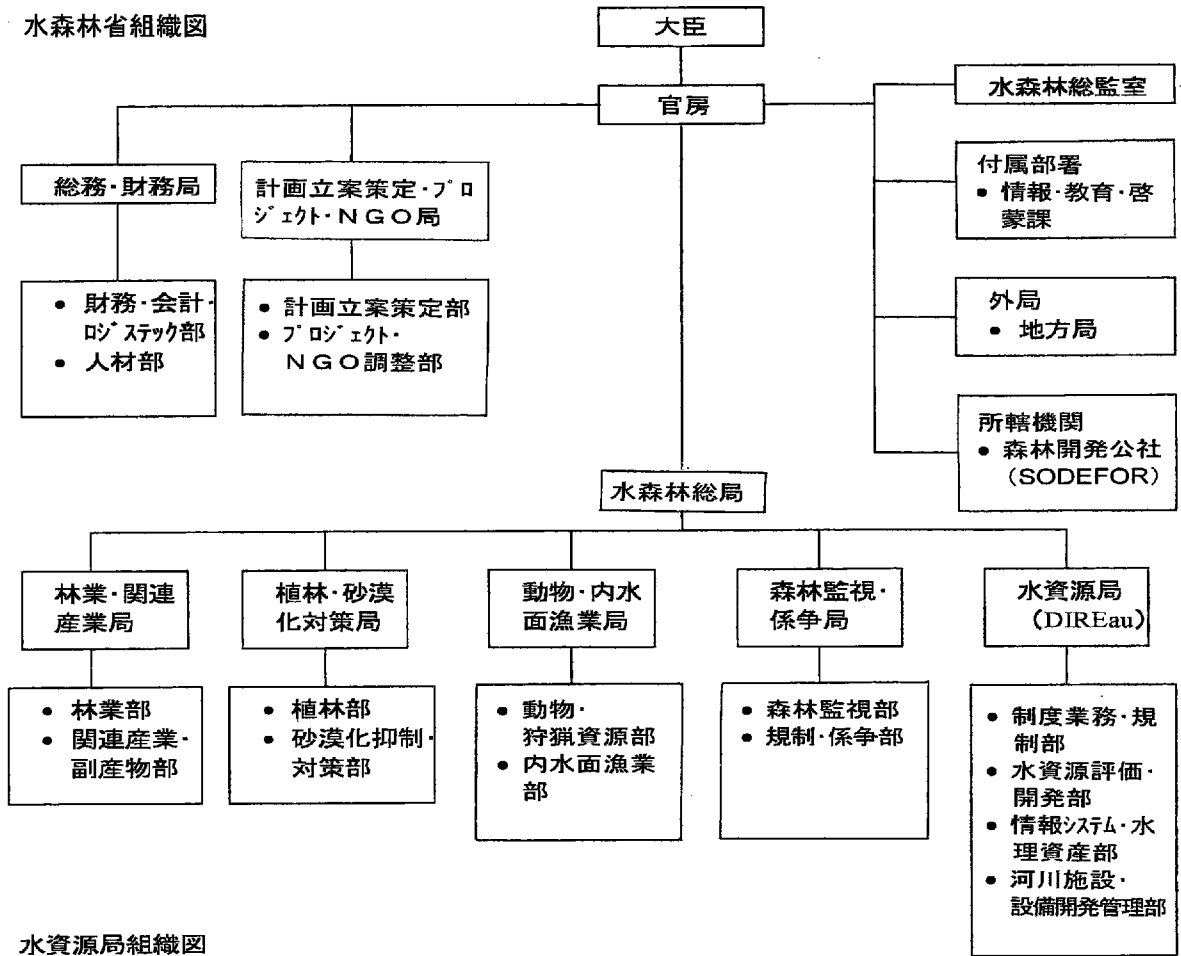 水森林省組織図
大臣
官房
水森林総監室
総務・財務局
計画立案策定・プロ
ジェクト・NGO局
付属部署
● 情報・教育・啓
蒙課
● 財務・会計・
ロジステック部
● 人材部
● 計画立案策定部
● プロジェクト・
NGO調整部
外局
● 地方局
所轄機関
● 森林開発公社
(SODEFOR)
水森林総局
林業・関連
産業局
植林・砂漠
化対策局
動物・内水
面漁業局
森林監視・
係争局
水資源局
(DIREau)
● 林業部
● 関連産業・
副産物部
● 植林部
● 砂漠化抑制・
対策部
● 動物・
狩猟資源部
● 内水面漁業
部
● 森林監視部
● 規制・係争部
● 制度業務・規
制部
● 水資源評価・
開発部
● 情報システム・水
理資産部
● 河川施設・
設備開発管理部
水資源局組織図